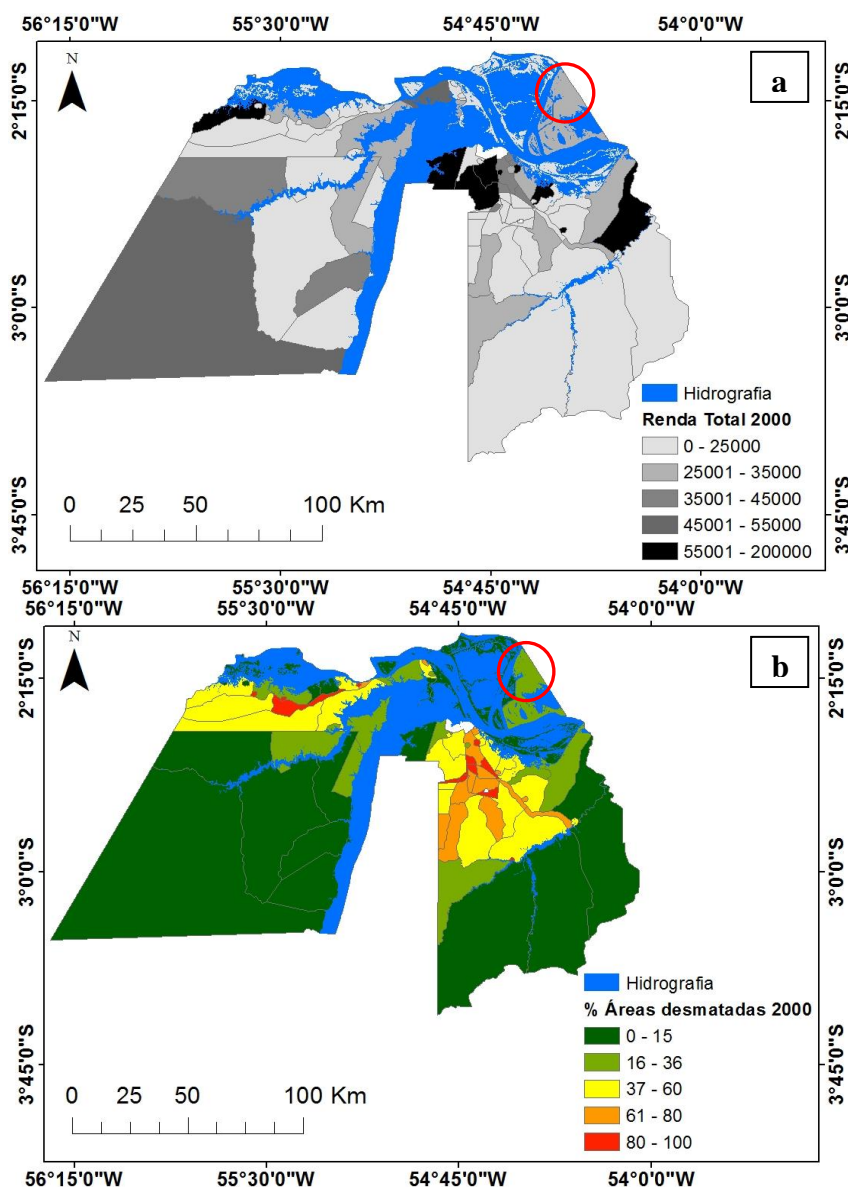 56°15'0"W 55°30'0"W 54°45'0"W 54°0'0"W
N
a
2°15'0"S
2°15'0"S
3°0'0"S
3°0'0"S
Hidrografia
Renda Total 2000
0 - 25000
25001 - 35000
35001 - 45000
45001 - 55000
55001 - 200000
0 25 50 100 Km
3°45'0"S
3°45'0"S
56°15'0"W 55°30'0"W 54°45'0"W 54°0'0"W
56°15'0"W 55°30'0"W 54°45'0"W 54°0'0"W
N
b
2°15'0"S
2°15'0"S
3°0'0"S
3°0'0"S
Hidrografia
% Áreas desmatadas 2000
0 - 15
16 - 36
37 - 60
61 - 80
80 - 100
0 25 50 100 Km
3°45'0"S
3°45'0"S
56°15'0"W 55°30'0"W 54°45'0"W 54°0'0"W